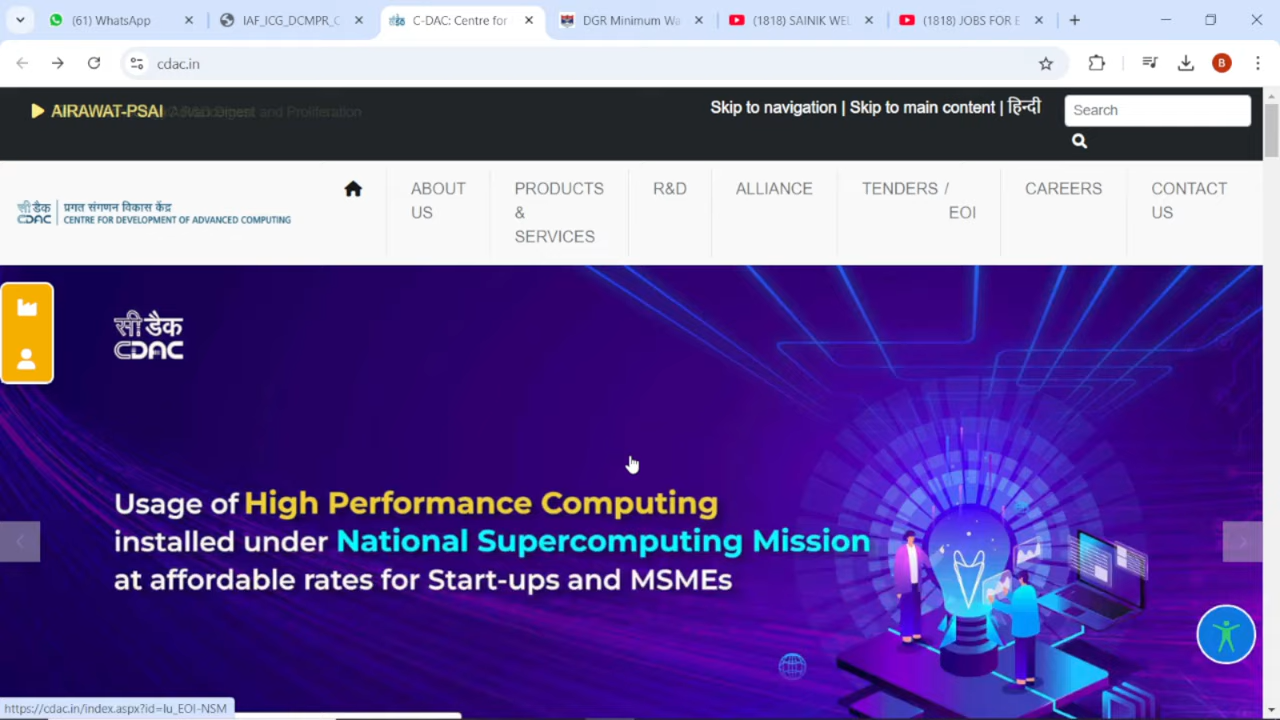 (61) WhatsApp
IAF_ICG_DCMPR_C
C-DAC: Centre for
DGR Minimum Wa
(1818) SAINIK WEL
(1818) JOBS FOR E
cdac.in
B
AIRAWAT-PSAI
Skip to navigation | Skip to main content | हिन्दी
Search
सी डैक
CDAC
प्रगत संगणन विकास केंद्र
CENTRE FOR DEVELOPMENT OF ADVANCED COMPUTING
ABOUT
US
PRODUCTS
&
SERVICES
R&D
ALLIANCE
TENDERS /
EOI
CAREERS
CONTACT
US
सी डैक
CDAC
Usage of High Performance Computing
installed under National Supercomputing Mission
at affordable rates for Start-ups and MSMEs
https://cdac.in/index.aspx?id=lu_EOI-NSM